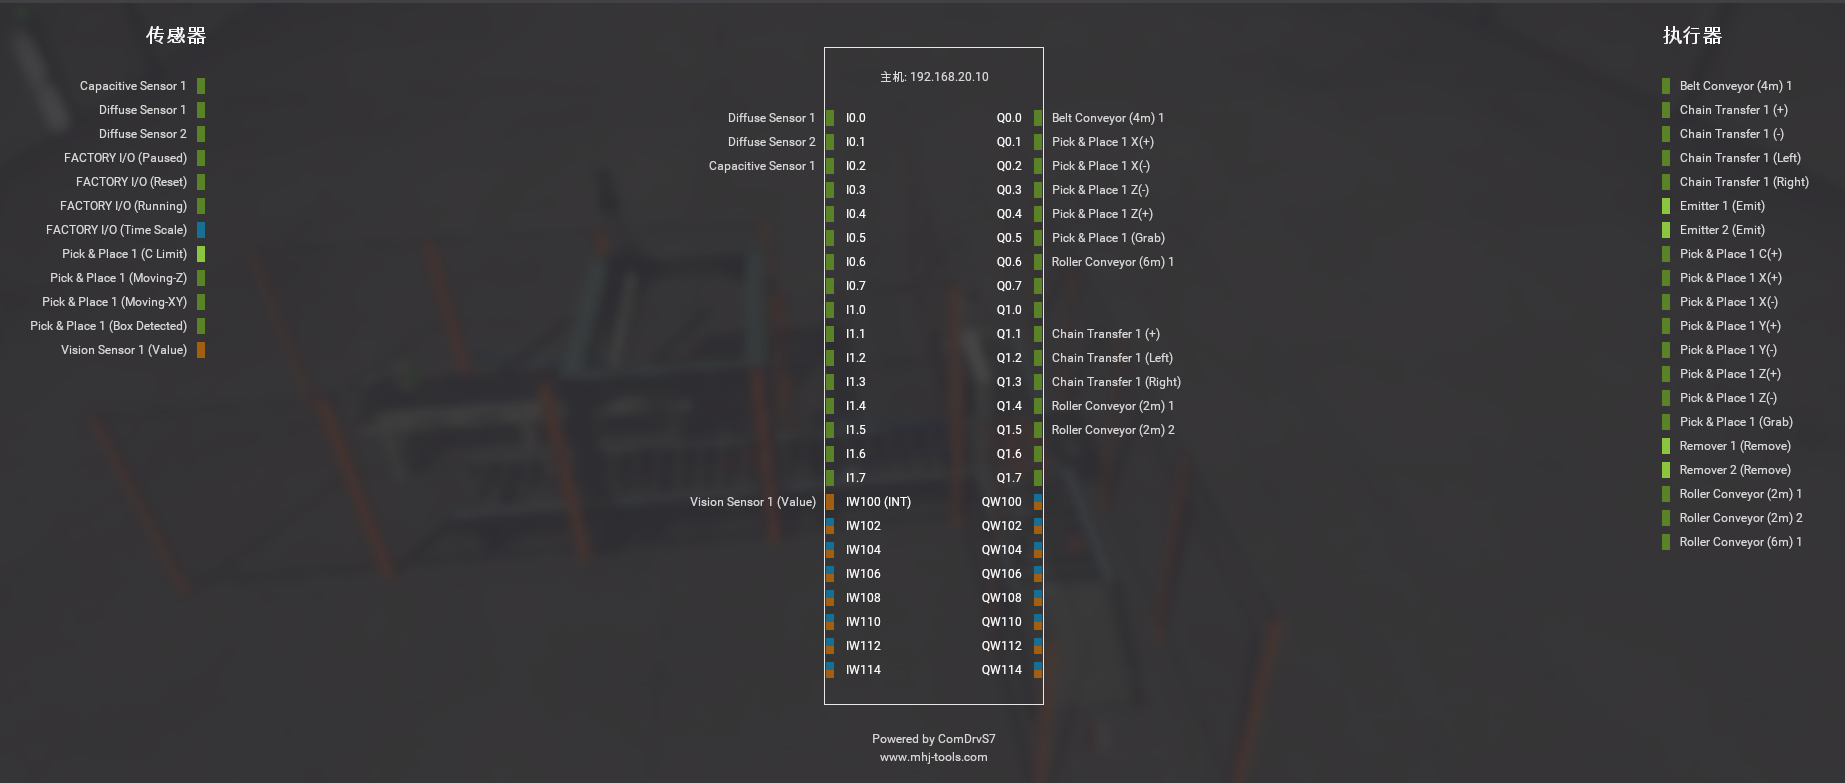 传感器
Capacitive Sensor 1
Diffuse Sensor 1
Diffuse Sensor 2
FACTORY I/O (Paused)
FACTORY I/O (Reset)
FACTORY I/O (Running)
FACTORY I/O (Time Scale)
Pick & Place 1 (C Limit)
Pick & Place 1 (Moving-Z)
Pick & Place 1 (Moving-XY)
Pick & Place 1 (Box Detected)
Vision Sensor 1 (Value)
主机: 192.168.20.10
Diffuse Sensor 1 I0.0 Q0.0 Belt Conveyor (4m) 1
Diffuse Sensor 2 I0.1 Q0.1 Pick & Place 1 X(+)
Capacitive Sensor 1 I0.2 Q0.2 Pick & Place 1 X(-)
I0.3 Q0.3 Pick & Place 1 Z(-)
I0.4 Q0.4 Pick & Place 1 Z(+)
I0.5 Q0.5 Pick & Place 1 (Grab)
I0.6 Q0.6 Roller Conveyor (6m) 1
I0.7 Q0.7
I1.0 Q1.0
I1.1 Q1.1 Chain Transfer 1 (+)
I1.2 Q1.2 Chain Transfer 1 (Left)
I1.3 Q1.3 Chain Transfer 1 (Right)
I1.4 Q1.4 Roller Conveyor (2m) 1
I1.5 Q1.5 Roller Conveyor (2m) 2
I1.6 Q1.6
I1.7 Q1.7
Vision Sensor 1 (Value) IW100 (INT) QW100
IW102 QW102
IW104 QW104
IW106 QW106
IW108 QW108
IW110 QW110
IW112 QW112
IW114 QW114
Powered by ComDrvS7
www.mhj-tools.com
执行器
Belt Conveyor (4m) 1
Chain Transfer 1 (+)
Chain Transfer 1 (-)
Chain Transfer 1 (Left)
Chain Transfer 1 (Right)
Emitter 1 (Emit)
Emitter 2 (Emit)
Pick & Place 1 C(+)
Pick & Place 1 X(+)
Pick & Place 1 X(-)
Pick & Place 1 Y(+)
Pick & Place 1 Y(-)
Pick & Place 1 Z(+)
Pick & Place 1 Z(-)
Pick & Place 1 (Grab)
Remover 1 (Remove)
Remover 2 (Remove)
Roller Conveyor (2m) 1
Roller Conveyor (2m) 2
Roller Conveyor (6m) 1